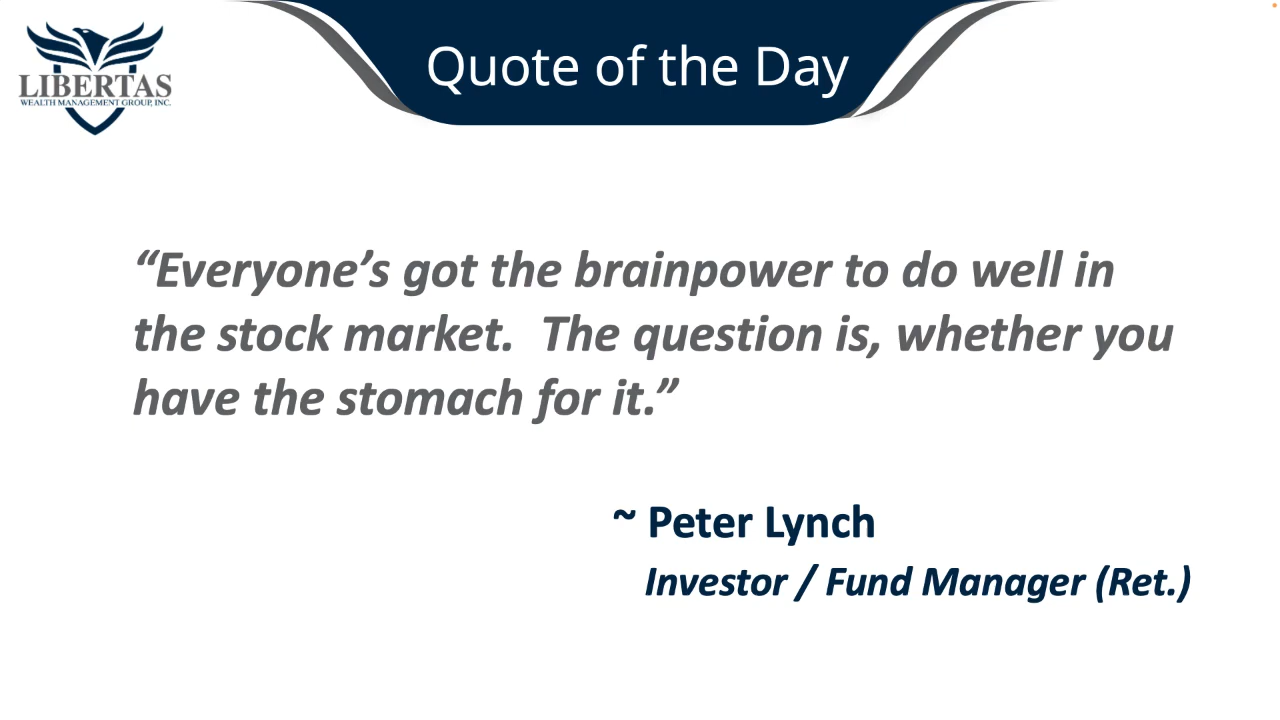 LIBERTAS
WEALTH MANAGEMENT GROUP, INC.
Quote of the Day
“Everyone’s got the brainpower to do well in
the stock market.  The question is, whether you
have the stomach for it.”
~ Peter Lynch
Investor / Fund Manager (Ret.)